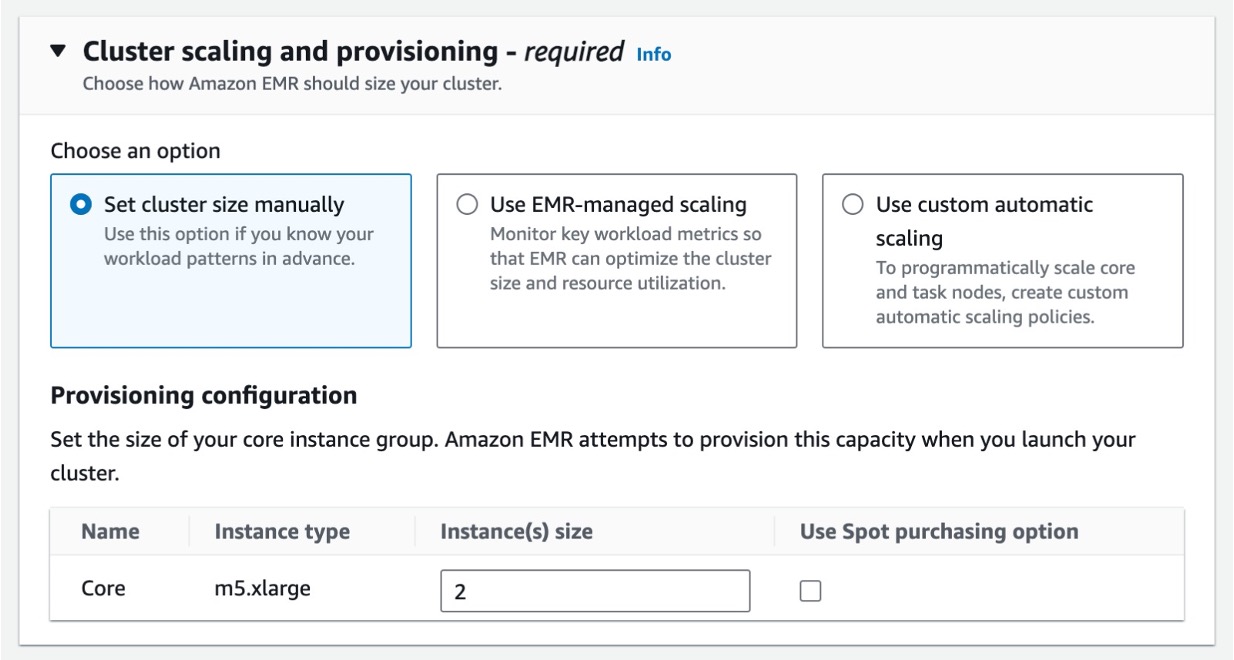 Cluster scaling and provisioning - required Info
Choose how Amazon EMR should size your cluster.
Choose an option
Set cluster size manually
Use this option if you know your
workload patterns in advance.
Use EMR-managed scaling
Monitor key workload metrics so
that EMR can optimize the cluster
size and resource utilization.
Use custom automatic
scaling
To programmatically scale core
and task nodes, create custom
automatic scaling policies.
Provisioning configuration
Set the size of your core instance group. Amazon EMR attempts to provision this capacity when you launch your
cluster.
Name Instance type Instance(s) size Use Spot purchasing option
Core m5.xlarge 2